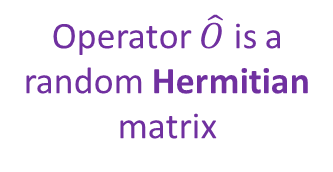 Operator Ô is a
random Hermitian
matrix